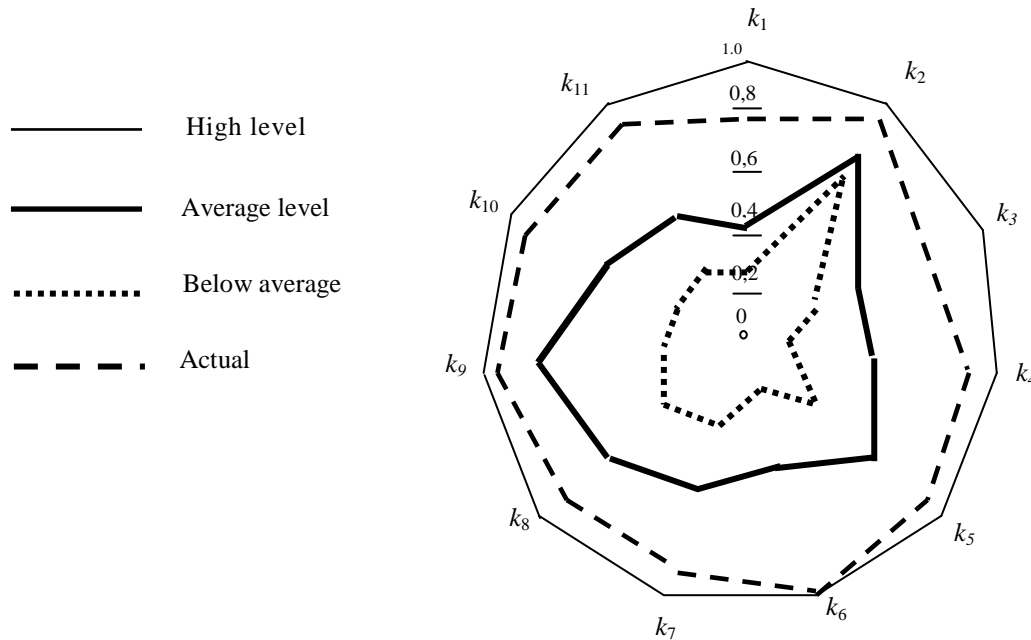 High level
Average level
Below average
Actual
k1
1.0
k2
k11
0,8
0,6
k10
0,4
k3
0,2
0
k9
k4
k8
k5
k6
k7